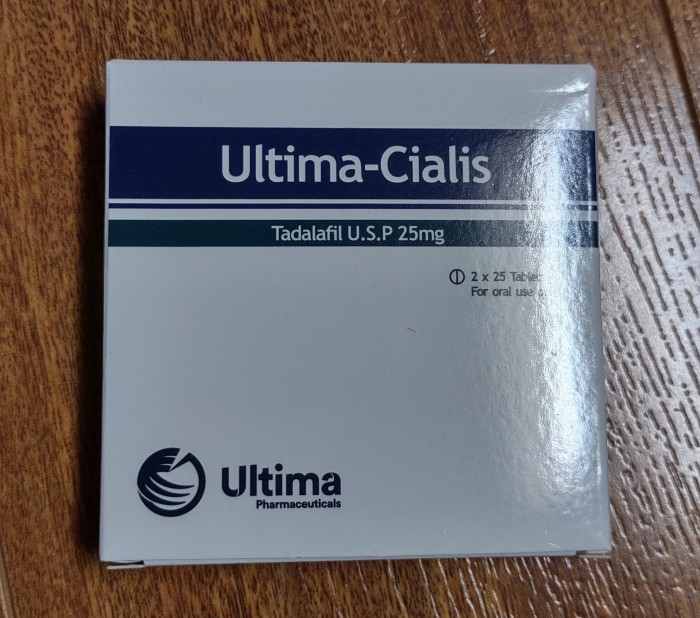 Ultima-Cialis
Tadalafil U.S.P 25mg
2 x 25
For oral use
Ultima
Pharmaceuticals